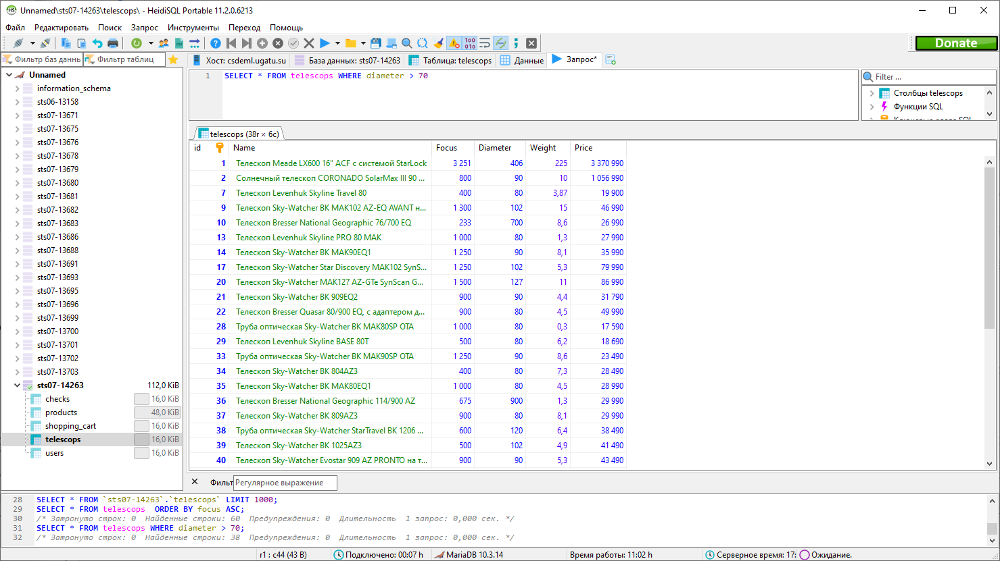 Unnamed\sts07-14263\telescops\ - HeidiSQL Portable 11.2.0.6213
Файл Редактировать Поиск Запрос Инструменты Переход Помощь
Donate
Фильтр баз даннь Фильтр таблиц
Хост: csdeml.ugatu.su База данных: sts07-14263 Таблица: telescops Данные Запрос*
Unnamed
information_schema
sts06-13158
sts07-13671
sts07-13675
sts07-13676
sts07-13678
sts07-13679
sts07-13680
sts07-13681
sts07-13682
sts07-13683
sts07-13686
sts07-13688
sts07-13691
sts07-13693
sts07-13695
sts07-13696
sts07-13699
sts07-13700
sts07-13701
sts07-13702
sts07-13703
sts07-14263 112,0 KiB
checks 16,0 KiB
products 48,0 KiB
shopping_cart 16,0 KiB
telescops 16,0 KiB
users 16,0 KiB
1 SELECT * FROM telescops WHERE diameter > 70
Filter ...
Столбцы telescops
Функции SQL
Ключевые слова SQL
telescops (38r × 6c)
id Name Focus Diameter Weight Price
1 Телескоп Meade LX600 16" ACF с системой StarLock 3 251 406 225 3 370 990
2 Солнечный телескоп CORONADO SolarMax III 90 ... 800 90 10 1 056 990
7 Телескоп Levenhuk Skyline Travel 80 400 80 3,87 19 900
9 Телескоп Sky-Watcher BK MAK102 AZ-EQ AVANT н... 1 300 102 15 46 990
10 Телескоп Bresser National Geographic 76/700 EQ 233 700 8,6 26 990
13 Телескоп Levenhuk Skyline PRO 80 MAK 1 000 80 1,3 27 990
14 Телескоп Sky-Watcher BK MAK90EQ1 1 250 90 8,1 35 990
17 Телескоп Sky-Watcher Star Discovery MAK102 SynS... 1 250 102 5,3 79 990
20 Телескоп Sky-Watcher MAK127 AZ-GTe SynScan G... 1 500 127 11 86 990
21 Телескоп Sky-Watcher BK 909EQ2 900 90 4,4 31 790
22 Телескоп Bresser Quasar 80/900 EQ, с адаптером д... 900 80 4,5 49 990
28 Труба оптическая Sky-Watcher BK MAK80SP OTA 1 000 80 0,3 17 590
29 Телескоп Levenhuk Skyline BASE 80T 500 80 6,2 18 690
33 Труба оптическая Sky-Watcher BK MAK90SP OTA 1 250 90 8,6 23 490
34 Телескоп Sky-Watcher BK 804AZ3 400 80 7,3 28 490
35 Телескоп Sky-Watcher BK MAK80EQ1 1 000 80 4,5 28 990
36 Телескоп Bresser National Geographic 114/900 AZ 675 900 1,3 29 990
37 Телескоп Sky-Watcher BK 809AZ3 900 80 8,1 29 990
38 Труба оптическая Sky-Watcher StarTravel BK 1206 ... 600 120 6,4 38 490
39 Телескоп Sky-Watcher BK 1025AZ3 500 102 4,9 41 490
40 Телескоп Sky-Watcher Evostar 909 AZ PRONTO на т... 900 90 5,3 43 490
Фильт Регулярное выражение
28 SELECT * FROM `sts07-14263`.`telescops` LIMIT 1000;
29 SELECT * FROM telescops ORDER BY focus ASC;
30 /* Затронуто строк: 0 Найденные строки: 60 Предупреждения: 0 Длительность 1 запрос: 0,000 сек. */
31 SELECT * FROM telescops WHERE diameter > 70;
32 /* Затронуто строк: 0 Найденные строки: 38 Предупреждения: 0 Длительность 1 запрос: 0,000 сек. */
r1 : c44 (43 B) Подключено: 00:07 h MariaDB 10.3.14 Время работы: 11:02 h Серверное время: 17: Ожидание.